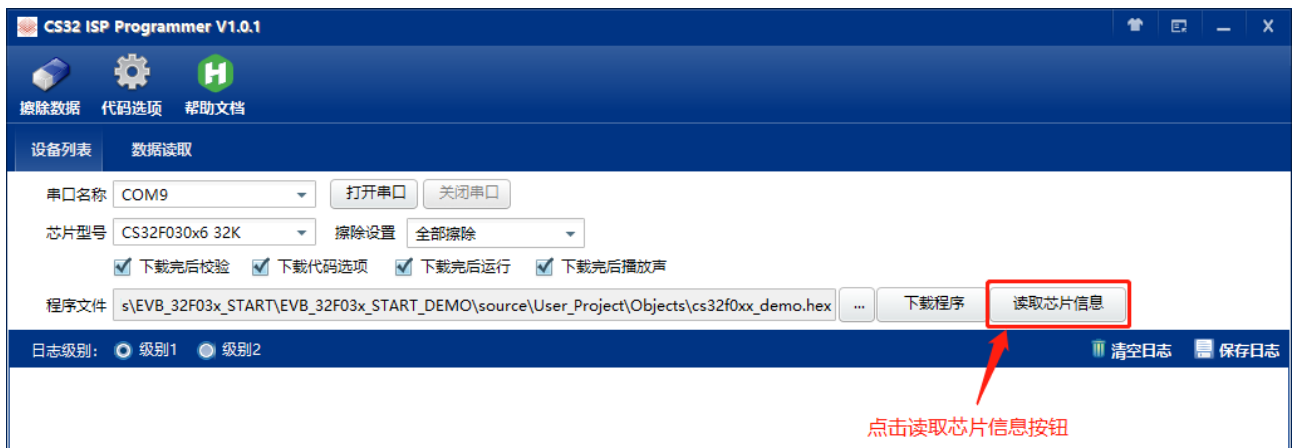 CS32 ISP Programmer V1.0.1
擦除数据 代码选项 帮助文档
设备列表 数据读取
串口名称 COM9 打开串口 关闭串口
芯片型号 CS32F030x6 32K 擦除设置 全部擦除
下载完后校验 下载代码选项 下载完后运行 下载完后播放声
程序文件 s\EVB_32F03x_START\EVB_32F03x_START_DEMO\source\User_Project\Objects\cs32f0xx_demo.hex ... 下载程序 读取芯片信息
日志级别: 级别1 级别2 清空日志 保存日志
点击读取芯片信息按钮